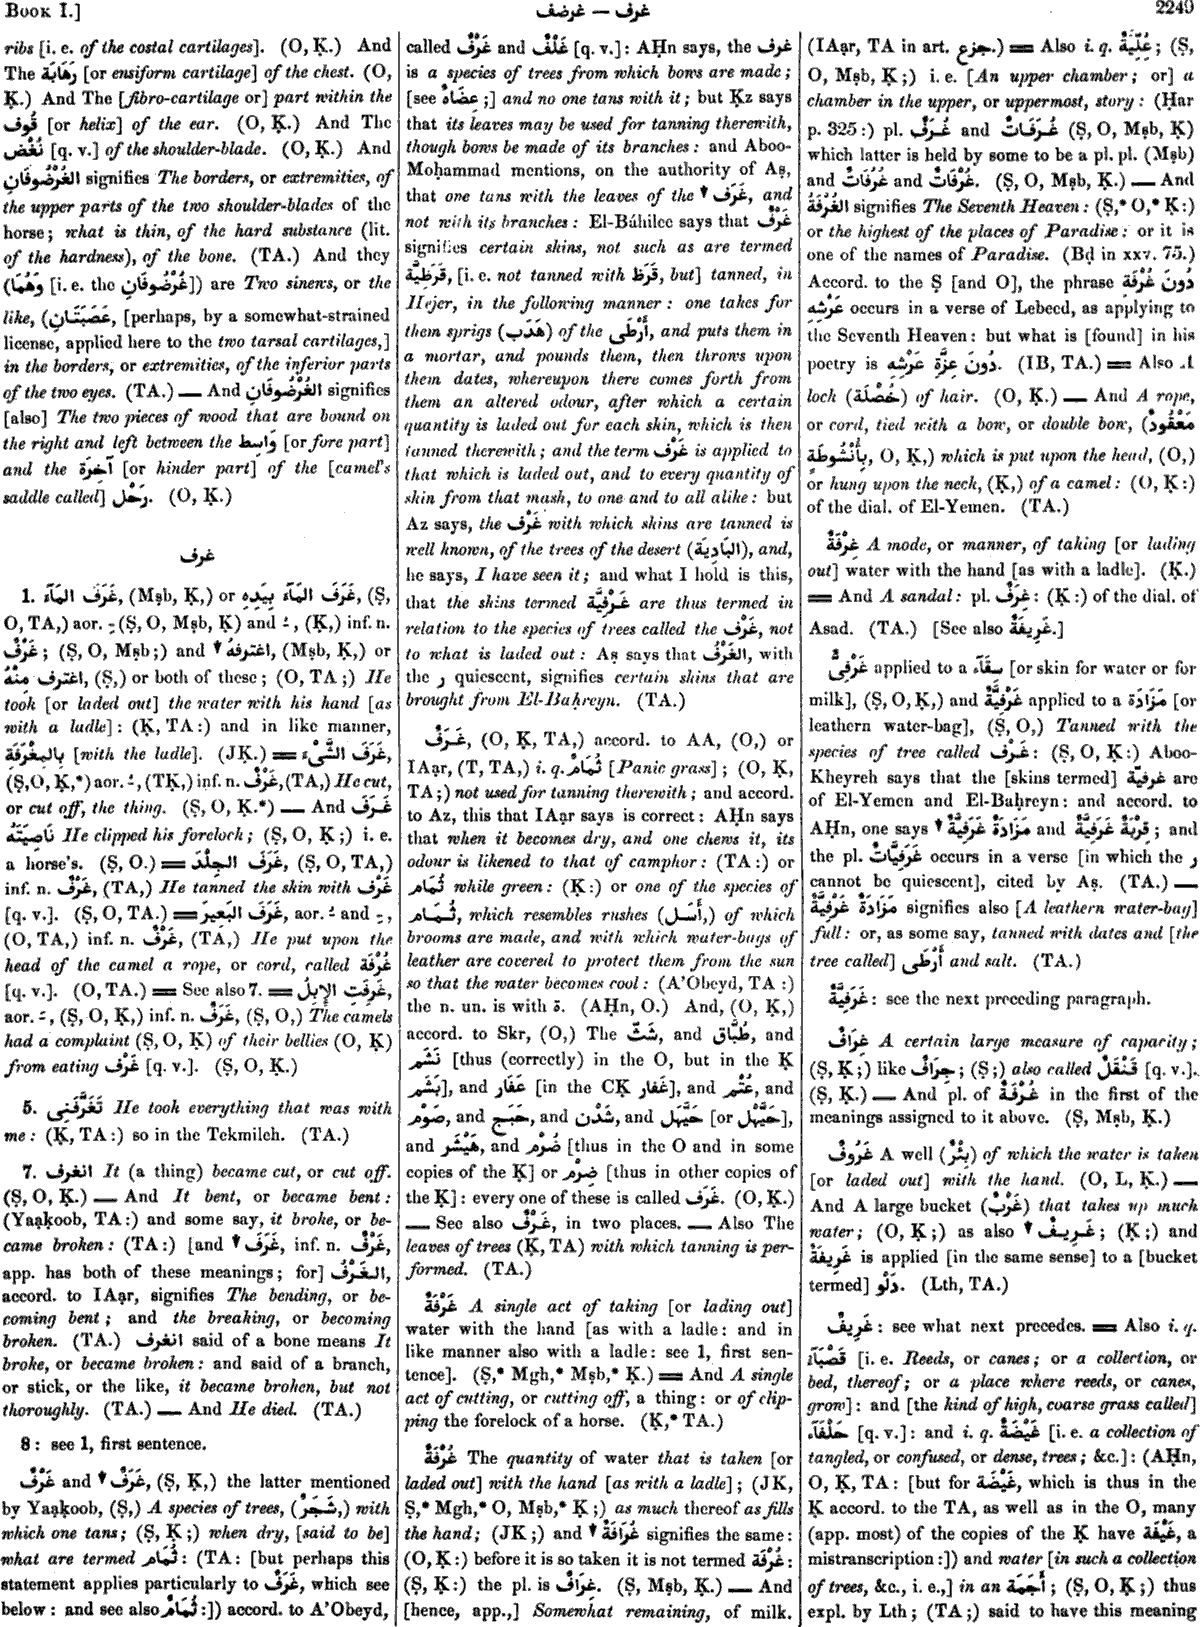 BOOK I.]
غرف — غرضف
2249
ribs [i. e. of the costal cartilages]. (O, Ḳ.) And
The رَهَابَة [or ensiform cartilage] of the chest. (O,
Ḳ.) And The [fibro-cartilage or] part within the
قُوف [or helix] of the ear. (O, Ḳ.) And The
نُغْض [q. v.] of the shoulder-blade. (O, Ḳ.) And
الغُرْضُوفَانِ signifies The borders, or extremities, of
the upper parts of the two shoulder-blades of the
horse; what is thin, of the hard substance (lit.
of the hardness), of the bone. (TA.) And they
(وَهُمَا [i. e. the غُرْضُوفَانِ]) are Two sinews, or the
like, (عَصَبَتَانِ, [perhaps, by a somewhat-strained
license, applied here to the two tarsal cartilages,]
in the borders, or extremities, of the inferior parts
of the two eyes. (TA.) — And الغُرْضُوفَانِ signifies
[also] The two pieces of wood that are bound on
the right and left between the وَاسِط [or fore part]
and the آخِرَة [or hinder part] of the [camel's
saddle called] رَحْل. (O, Ḳ.)
غرف
1. غَرَفَ المَآءَ, (Mṣb, Ḳ,) or غَرَفَ المَآءَ بِيَدِهِ, (Ṣ,
O, TA,) aor. ـِ (Ṣ, O, Mṣb, Ḳ) and ـُ, (Ḳ,) inf. n.
غَرْفٌ; (Ṣ, O, Mṣb;) and ▼ اغترفهُ, (Mṣb, Ḳ,) or
اغترف مِنْهُ, (Ṣ,) or both of these; (O, TA;) He
took [or laded out] the water with his hand [as
with a ladle]: (Ḳ, TA:) and in like manner,
بِالمِغْرَفَةِ [with the ladle]. (JK.) ═ غَرَفَ الشَّىْءَ,
(Ṣ, O, Ḳ,*) aor. ـُ, (TḲ,) inf. n. غَرْفٌ, (TA,) He cut,
or cut off, the thing. (Ṣ, O, Ḳ.*) — And غَرَفَ
نَاصِيَتَهُ He clipped his forelock; (Ṣ, O, Ḳ;) i. e.
a horse's. (Ṣ, O.) ═ غَرَفَ الجِلْدَ, (Ṣ, O, TA,)
inf. n. غَرْفٌ, (TA,) He tanned the skin with غَرْف
[q. v.]. (Ṣ, O, TA.) ═ غَرَفَ البَعِيرَ, aor. ـُ and ـِ,
(O, TA,) inf. n. غَرْفٌ, (TA,) He put upon the
head of the camel a rope, or cord, called غُرْفَة
[q. v.]. (O, TA.) ═ See also 7. ═ غَرِفَتِ الإِبِلُ,
aor. ـَ, (Ṣ, O, Ḳ,) inf. n. غَرَفٌ, (Ṣ, O,) The camels
had a complaint (Ṣ, O, Ḳ) of their bellies (O, Ḳ)
from eating غَرْف [q. v.]. (Ṣ, O, Ḳ.)
5. تَغَرَّفَنِى He took everything that was with
me: (Ḳ, TA:) so in the Tekmileh. (TA.)
7. انغرف It (a thing) became cut, or cut off.
(Ṣ, O, Ḳ.) — And It bent, or became bent:
(Yaaḳoob, TA:) and some say, it broke, or be-
came broken: (TA:) [and ▼ غَرَفَ, inf. n. غَرْفٌ,
app. has both of these meanings; for] الغَرْفُ,
accord. to IAạr, signifies The bending, or be-
coming bent; and the breaking, or becoming
broken. (TA.) انغرف said of a bone means It
broke, or became broken: and said of a branch,
or stick, or the like, it became broken, but not
thoroughly. (TA.) — And He died. (TA.)
8: see 1, first sentence.
غَرْفٌ and ▼ غَرَفٌ, (Ṣ, Ḳ,) the latter mentioned
by Yaaḳoob, (Ṣ,) A species of trees, (شَجَرٌ,) with
which one tans; (Ṣ, Ḳ;) when dry, [said to be]
what are termed ثُمَام: (TA: [but perhaps this
statement applies particularly to غَرَفٌ, which see
below: and see also ثُمَامٌ:]) accord. to A'Obeyd,
called غَرْفٌ and غَلْفٌ [q. v.]: AḤn says, the غرف
is a species of trees from which bows are made;
[see عِضَاهٌ;] and no one tans with it; but Ḳz says
that its leaves may be used for tanning therewith,
though bows be made of its branches: and Aboo-
Moḥammad mentions, on the authority of Aṣ,
that one tans with the leaves of the ▼ غَرَف, and
not with its branches: El-Báhilee says that غَرْفٌ
signifies certain skins, not such as are termed
قَرَظِيَّة, [i. e. not tanned with قَرَظ, but] tanned, in
Hejer, in the following manner: one takes for
them sprigs (هَدَب) of the أَرْطَى, and puts them in
a mortar, and pounds them, then throws upon
them dates, whereupon there comes forth from
them an altered odour, after which a certain
quantity is laded out for each skin, which is then
tanned therewith; and the term غَرْف is applied to
that which is laded out, and to every quantity of
skin from that mash, to one and to all alike: but
Az says, the غَرْف with which skins are tanned is
well known, of the trees of the desert (البَادِيَة), and,
he says, I have seen it; and what I hold is this,
that the skins termed غَرْفِيَّة are thus termed in
relation to the species of trees called the غَرْف, not
to what is laded out: Aṣ says that الغَرْفُ, with
the ر quiescent, signifies certain skins that are
brought from El-Baḥreyn. (TA.)
غَرَفٌ, (O, Ḳ, TA,) accord. to AA, (O,) or
IAạr, (T, TA,) i. q. ثُمَام [Panic grass]; (O, Ḳ,
TA;) not used for tanning therewith; and accord.
to Az, this that IAạr says is correct: AḤn says
that when it becomes dry, and one chews it, its
odour is likened to that of camphor: (TA:) or
ثُمَام while green: (Ḳ:) or one of the species of
ثُمَام, which resembles rushes (أَسَل,) of which
brooms are made, and with which water-bags of
leather are covered to protect them from the sun
so that the water becomes cool: (A'Obeyd, TA:)
the n. un. is with ة. (AḤn, O.) And, (O, Ḳ,)
accord. to Skr, (O,) The شَثّ, and طُبَّاق, and
نَشَم [thus (correctly) in the O, but in the Ḳ
بَشَم], and عَفَار [in the CḲ غَفار], and عُتُم, and
صَوْم, and حَبَج, and شَدْن, and حَيَّهَل [or حَيَّهْل],
and هَيْشَر, and ضُرْم [thus in the O and in some
copies of the Ḳ] or ضِرْم [thus in other copies of
the Ḳ]: every one of these is called غَرَف. (O, Ḳ.)
— See also غَرْفٌ, in two places. — Also The
leaves of trees (Ḳ, TA) with which tanning is per-
formed. (TA.)
غَرْفَةٌ A single act of taking [or lading out]
water with the hand [as with a ladle: and in
like manner also with a ladle: see 1, first sen-
tence]. (Ṣ,* Mgh,* Mṣb,* Ḳ.) ═ And A single
act of cutting, or cutting off, a thing: or of clip-
ping the forelock of a horse. (Ḳ,* TA.)
غُرْفَةٌ The quantity of water that is taken [or
laded out] with the hand [as with a ladle]; (JK,
Ṣ,* Mgh,* O, Mṣb,* Ḳ;) as much thereof as fills
the hand; (JK;) and ▼ غُرَافَةٌ signifies the same:
(O, Ḳ:) before it is so taken it is not termed غُرْفَة:
(Ṣ, Ḳ:) the pl. is غِرَافٌ. (Ṣ, Mṣb, Ḳ.) — And
[hence, app.,] Somewhat remaining, of milk.
(IAạr, TA in art. جزع.) ═ Also i. q. عُلِّيَّةٌ; (Ṣ,
O, Mṣb, Ḳ;) i. e. [An upper chamber; or] a
chamber in the upper, or uppermost, story: (Ḥar
p. 325:) pl. غُرَفٌ and غُرَفَاتٌ (Ṣ, O, Mṣb, Ḳ)
which latter is held by some to be a pl. pl. (Mṣb)
and غُرُفَاتٌ and غُرْفَاتٌ. (Ṣ, O, Mṣb, Ḳ.) — And
الغُرْفَةُ signifies The Seventh Heaven: (Ṣ,* O,* Ḳ:)
or the highest of the places of Paradise: or it is
one of the names of Paradise. (Bḍ in xxv. 75.)
Accord. to the Ṣ [and O], the phrase دُونَ غُرْفَةِ
عَرْشِهِ occurs in a verse of Lebeed, as applying to
the Seventh Heaven: but what is [found] in his
poetry is دُونَ عِزَّةِ عَرْشِهِ. (IB, TA.) ═ Also A
lock (خُصْلَة) of hair. (O, Ḳ.) — And A rope,
or cord, tied with a bow, or double bow, (مَعْقُودٌ
بِأُنْشُوطَةٍ, O, Ḳ,) which is put upon the head, (O,)
or hung upon the neck, (Ḳ,) of a camel: (O, Ḳ:)
of the dial. of El-Yemen. (TA.)
غِرْفَةٌ A mode, or manner, of taking [or lading
out] water with the hand [as with a ladle]. (Ḳ.)
═ And A sandal: pl. غِرَفٌ: (Ḳ:) of the dial. of
Asad. (TA.) [See also غَرِيفَةٌ.]
غَرْفِىٌّ applied to a سِقَآء [or skin for water or for
milk], (Ṣ, O, Ḳ,) and غَرْفِيَّةٌ applied to a مَزَادَة [or
leathern water-bag], (Ṣ, O,) Tanned with the
species of tree called غَرْف: (Ṣ, O, Ḳ:) Aboo-
Kheyreh says that the [skins termed] غرفيّة are
of El-Yemen and El-Baḥreyn: and accord. to
AḤn, one says ▼ مَزَادَةٌ غَرَفِيَّةٌ and قِرْبَةٌ غَرَفِيَّةٌ; and
the pl. غَرَفِيَّاتٌ occurs in a verse [in which the ر
cannot be quiescent], cited by Aṣ. (TA.) —
مَزَادَةٌ غَرْفِيَّةٌ signifies also [A leathern water-bag]
full: or, as some say, tanned with dates and [the
tree called] أَرْطَى and salt. (TA.)
غَرَفِيَّةٌ: see the next preceding paragraph.
غِرَافٌ A certain large measure of capacity;
(Ṣ, Ḳ;) like جِرَافٌ; (Ṣ;) also called قَنْقَلٌ [q. v.].
(Ṣ, Ḳ.) — And pl. of غُرْفَةٌ in the first of the
meanings assigned to it above. (Ṣ, Mṣb, Ḳ.)
غَرُوفٌ A well (بِئْرٌ) of which the water is taken
[or laded out] with the hand. (O, L, Ḳ.) —
And A large bucket (غَرْبٌ) that takes up much
water; (O, Ḳ;) as also ▼ غَرِيفٌ; (Ḳ;) and
غَرِيفَةٌ is applied [in the same sense] to a [bucket
termed] دَلْو. (Lth, TA.)
غَرِيفٌ: see what next precedes. ═ Also i. q.
قَصْبَآءُ [i. e. Reeds, or canes; or a collection, or
bed, thereof; or a place where reeds, or canes,
grow]: and [the kind of high, coarse grass called]
حَلْفَآء [q. v.]: and i. q. غَيْضَةٌ [i. e. a collection of
tangled, or confused, or dense, trees; &c.]: (AḤn,
O, Ḳ, TA: [but for غَيْضَة, which is thus in the
Ḳ accord. to the TA, as well as in the O, many
(app. most) of the copies of the Ḳ have غَيْفَة, a
mistranscription:]) and water [in such a collection
of trees, &c., i. e.,] in an أَجَمَة; (Ṣ, O, Ḳ;) thus
expl. by Lth; (TA;) said to have this meaning